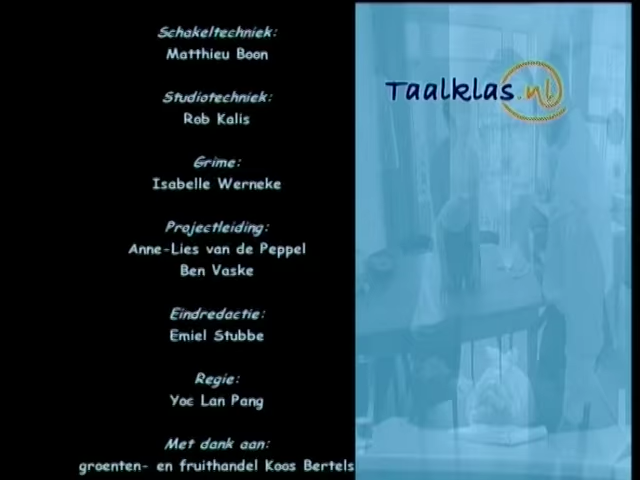 Schakeltechniek:
Matthieu Boon
Studiotechniek:
Rob Kalis
Grime:
Isabelle Werneke
Projectleiding:
Anne-Lies van de Peppel
Ben Vaske
Eindredactie:
Emiel Stubbe
Regie:
Yoc Lan Pang
Met dank aan:
groenten- en fruithandel Koos Bertels
Taalklas.nl